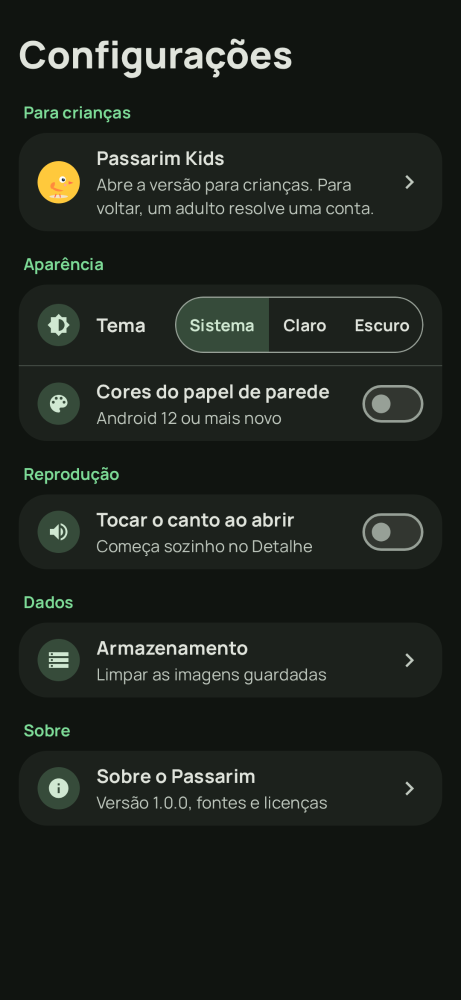 Configurações
Para crianças
Passarim Kids
Abre a versão para crianças. Para
voltar, um adulto resolve uma conta.
Aparência
Tema
Sistema
Claro
Escuro
Cores do papel de parede
Android 12 ou mais novo
Reprodução
Tocar o canto ao abrir
Começa sozinho no Detalhe
Dados
Armazenamento
Limpar as imagens guardadas
Sobre
Sobre o Passarim
Versão 1.0.0, fontes e licenças